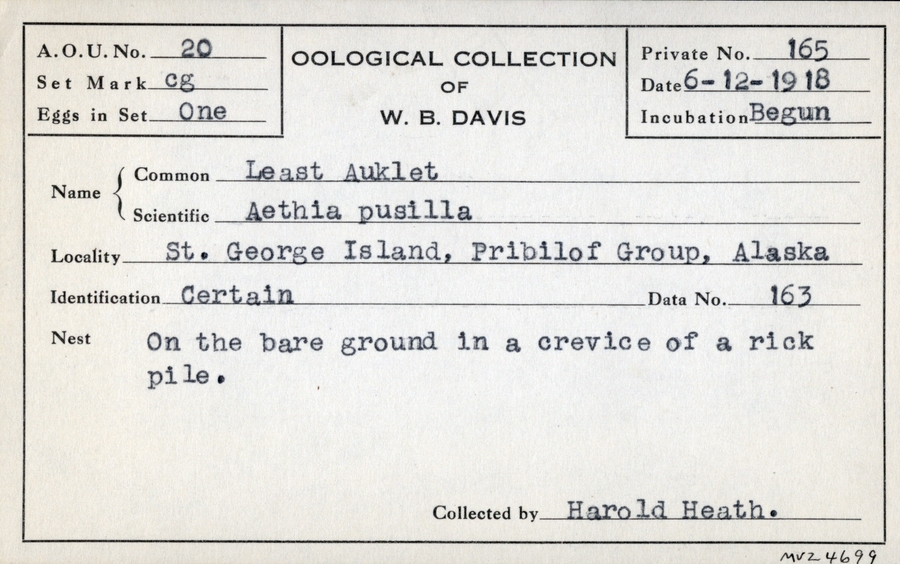 A.O.U. No. 20
Set Mark cg
Eggs in Set One
OOLOGICAL COLLECTION
OF
W. B. DAVIS
Private No. 165
Date 6-12-1918
Incubation Begun
Name
Common Least Auklet
Scientific Aethia pusilla
Locality St. George Island, Pribilof Group, Alaska
Identification Certain Data No. 163
Nest On the bare ground in a crevice of a rick
pile.
Collected by Harold Heath.
MVZ 4699